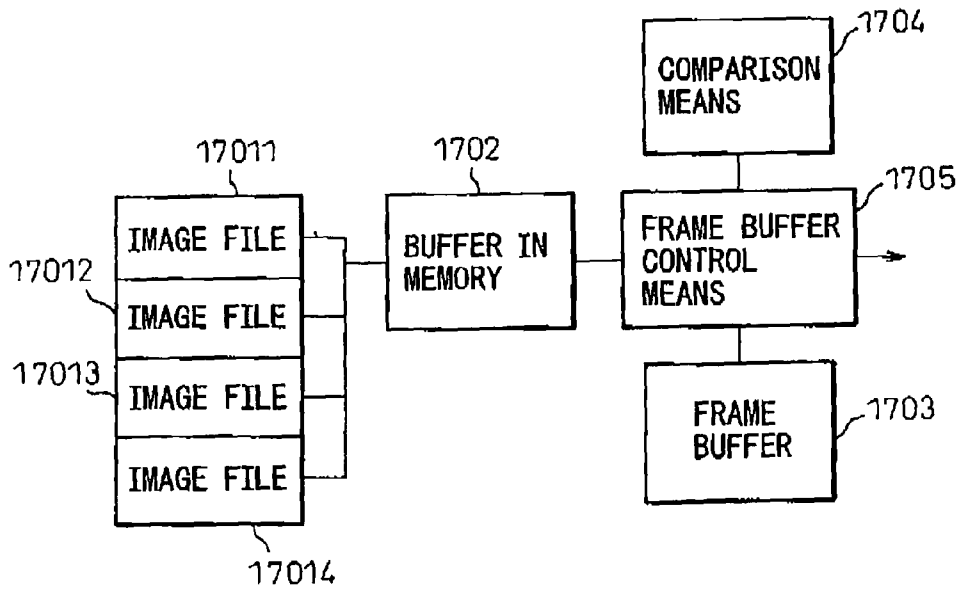 1704
COMPARISON
MEANS
17011
1702
1705
IMAGE FILE
BUFFER IN
MEMORY
FRAME BUFFER
CONTROL
MEANS
17012
IMAGE FILE
17013
IMAGE FILE
1703
FRAME
BUFFER
IMAGE FILE
17014